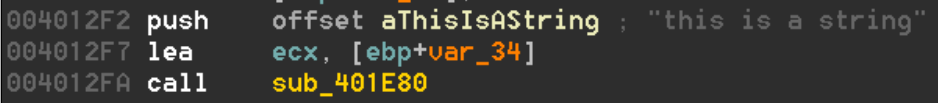 004012F2 push offset aThisIsAString ; "this is a string"
004012F7 lea ecx, [ebp+var_34]
004012FA call sub_401E80